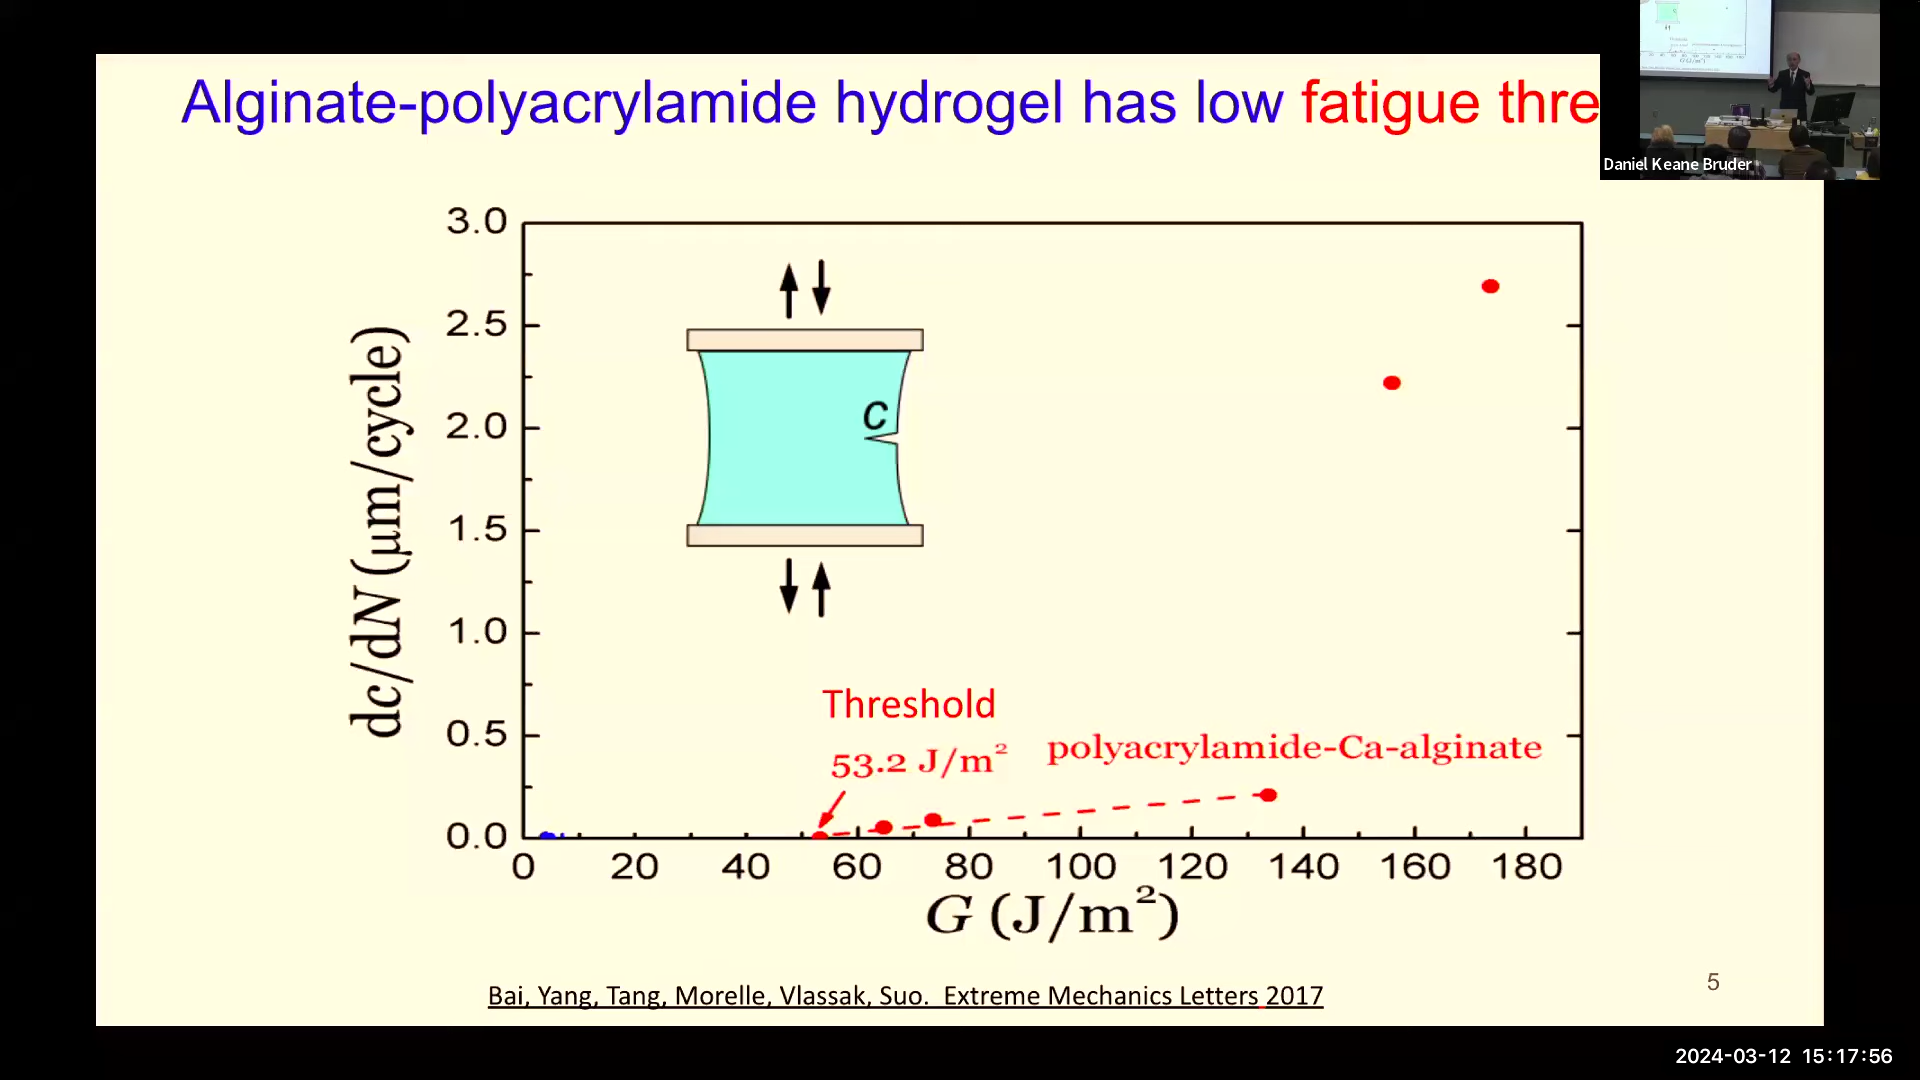 Alginate-polyacrylamide hydrogel has low fatigue thre
Daniel Keane Bruder
3.0
2.5
2.0
1.5
1.0
0.5
0.0
dc/dN (μm/cycle)
c
Threshold
53.2 J/m²
polyacrylamide-Ca-alginate
0 20 40 60 80 100 120 140 160 180
G (J/m²)
Bai, Yang, Tang, Morelle, Vlassak, Suo. Extreme Mechanics Letters 2017
5
2024-03-12 15:17:56